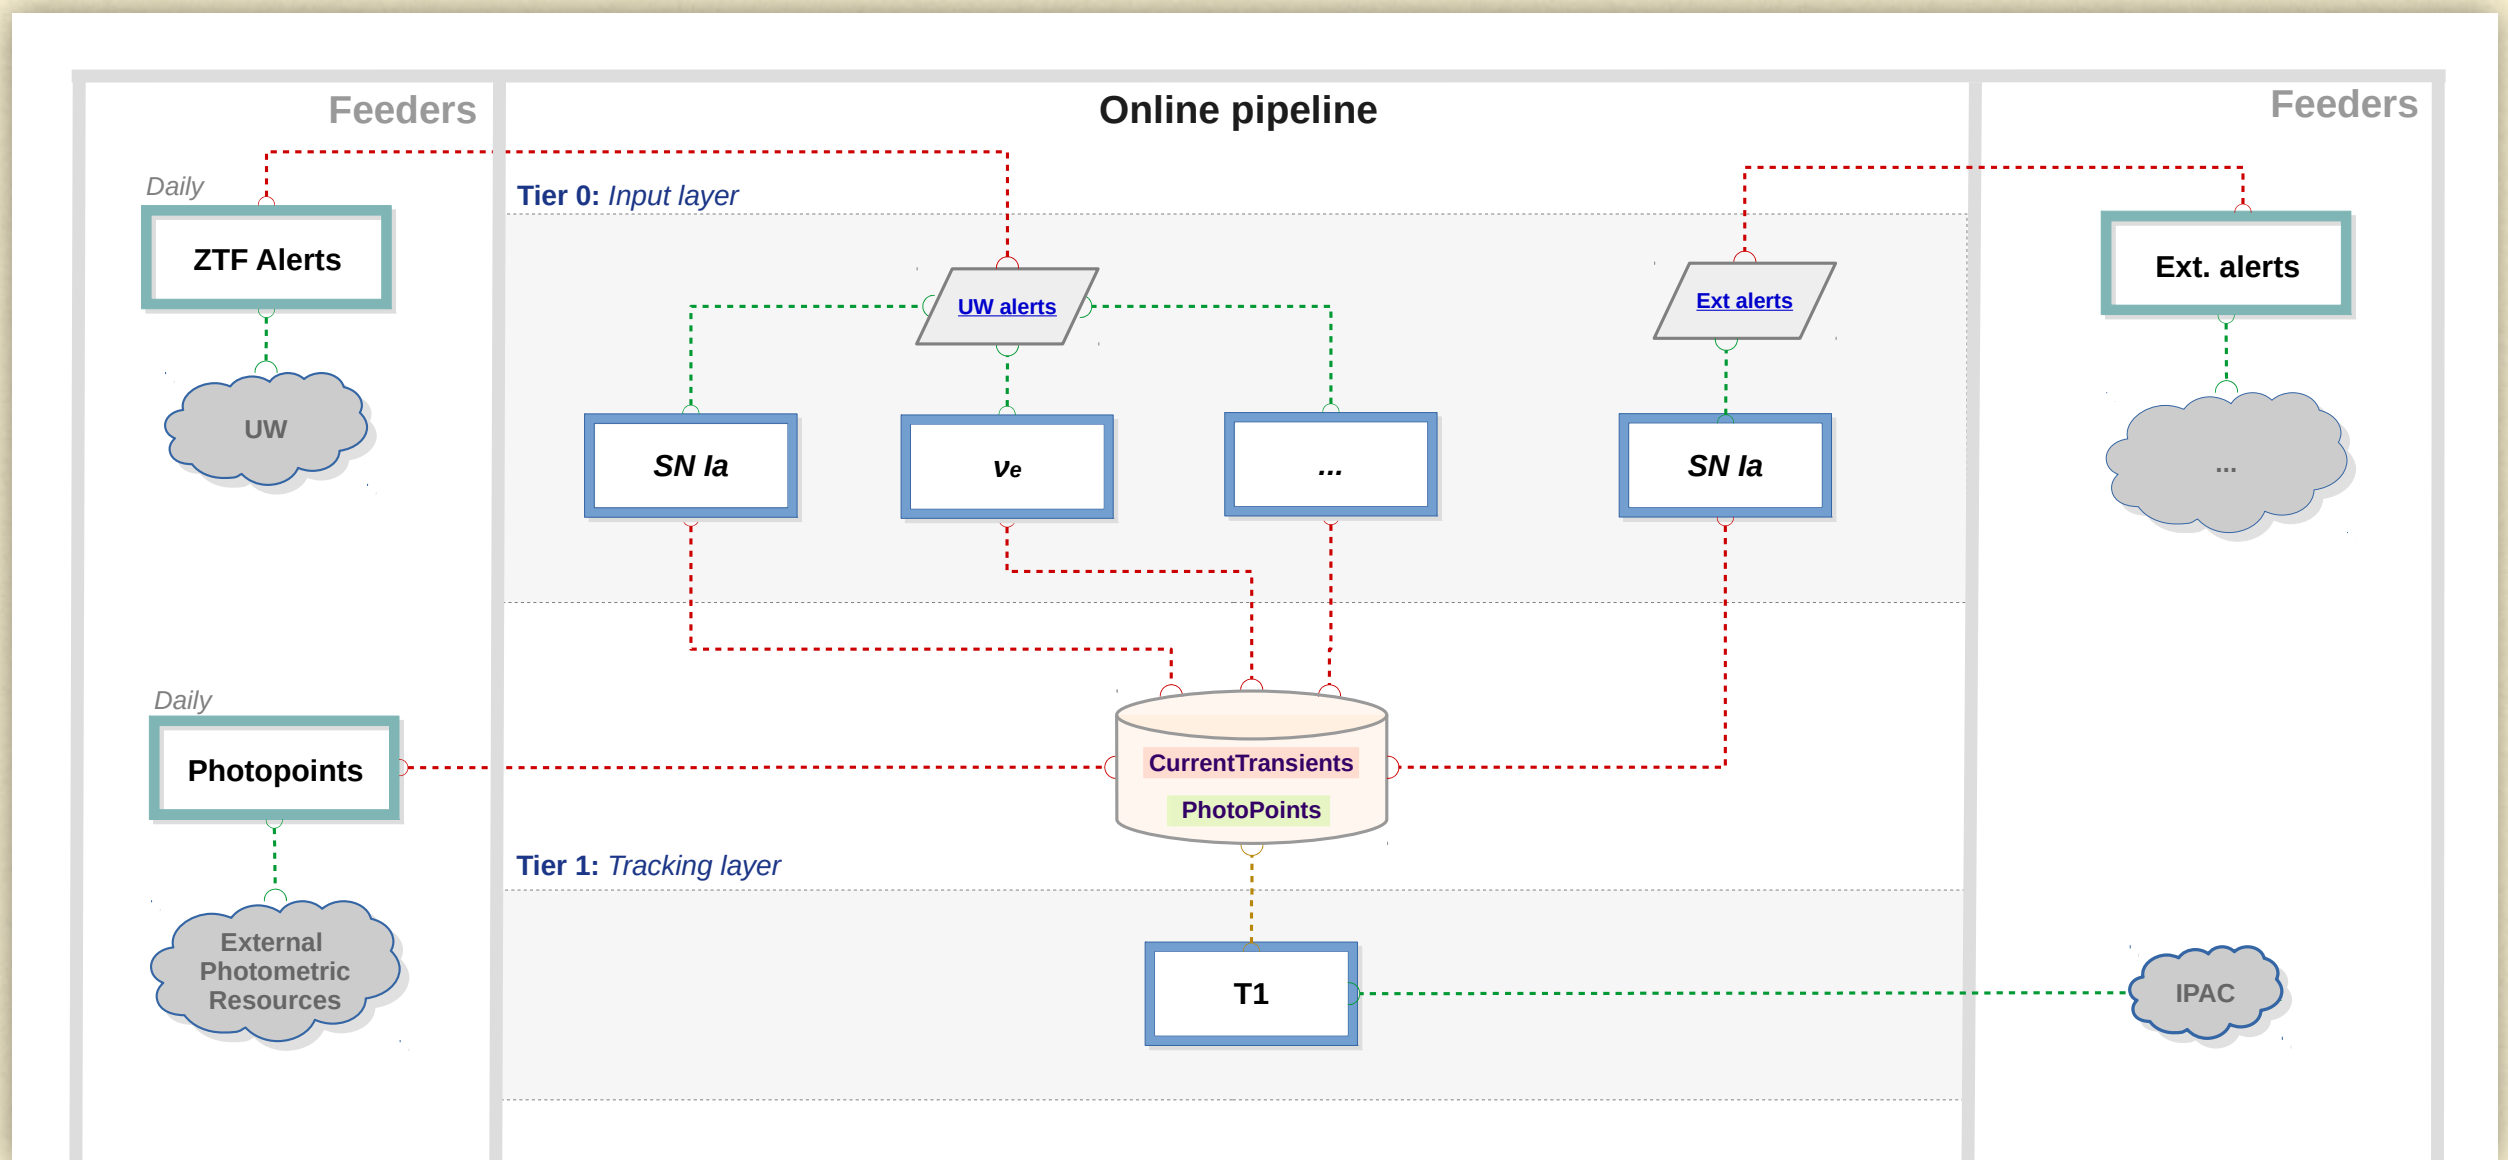 Feeders
Online pipeline
Feeders
Daily
Tier 0: Input layer
ZTF Alerts
Ext. alerts
UW alerts
Ext alerts
UW
SN Ia
νe
...
SN Ia
...
Daily
Photopoints
CurrentTransients
PhotoPoints
Tier 1: Tracking layer
External
Photometric
Resources
T1
IPAC